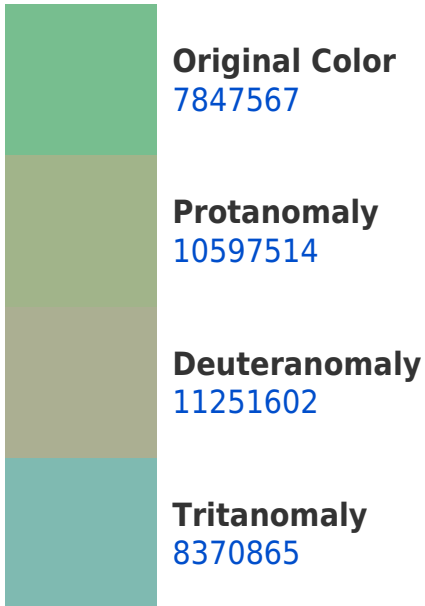 Original Color
7847567
Protanomaly
10597514
Deuteranomaly
11251602
Tritanomaly
8370865